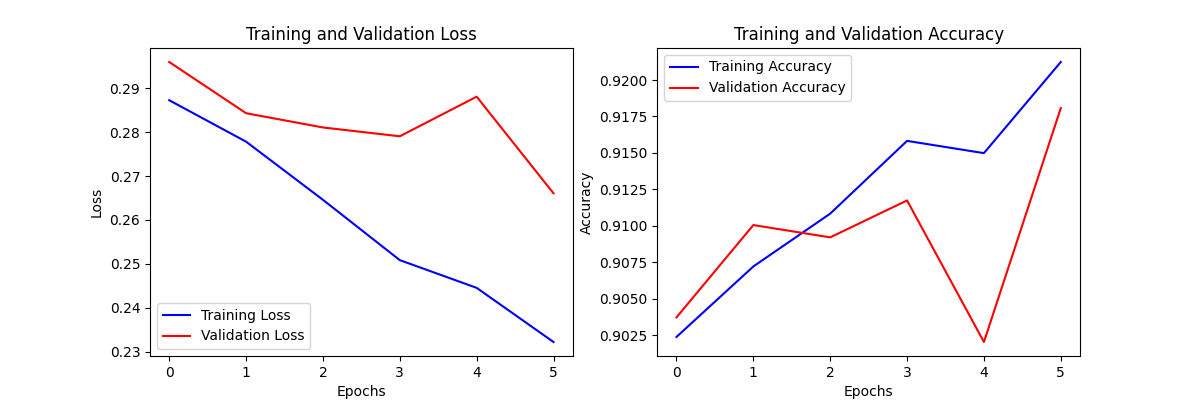 Training and Validation Loss
0.29
0.28
0.27
0.26
0.25
0.24
0.23
Loss
Training Loss
Validation Loss
0 1 2 3 4 5
Epochs
Training and Validation Accuracy
Training Accuracy
Validation Accuracy
0.9200
0.9175
0.9150
0.9125
0.9100
0.9075
0.9050
0.9025
Accuracy
0 1 2 3 4 5
Epochs